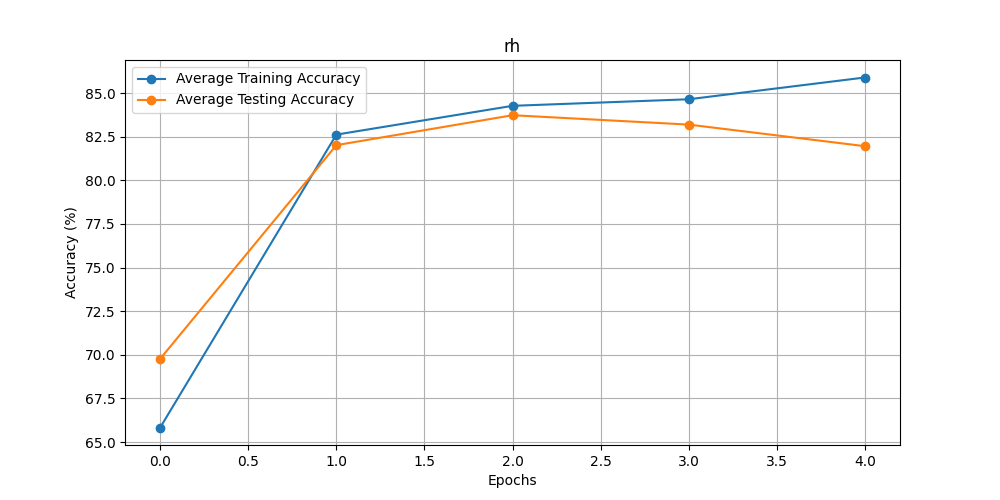 rh
Average Training Accuracy
Average Testing Accuracy
Accuracy (%)
85.0
82.5
80.0
77.5
75.0
72.5
70.0
67.5
65.0
0.0 0.5 1.0 1.5 2.0 2.5 3.0 3.5 4.0
Epochs